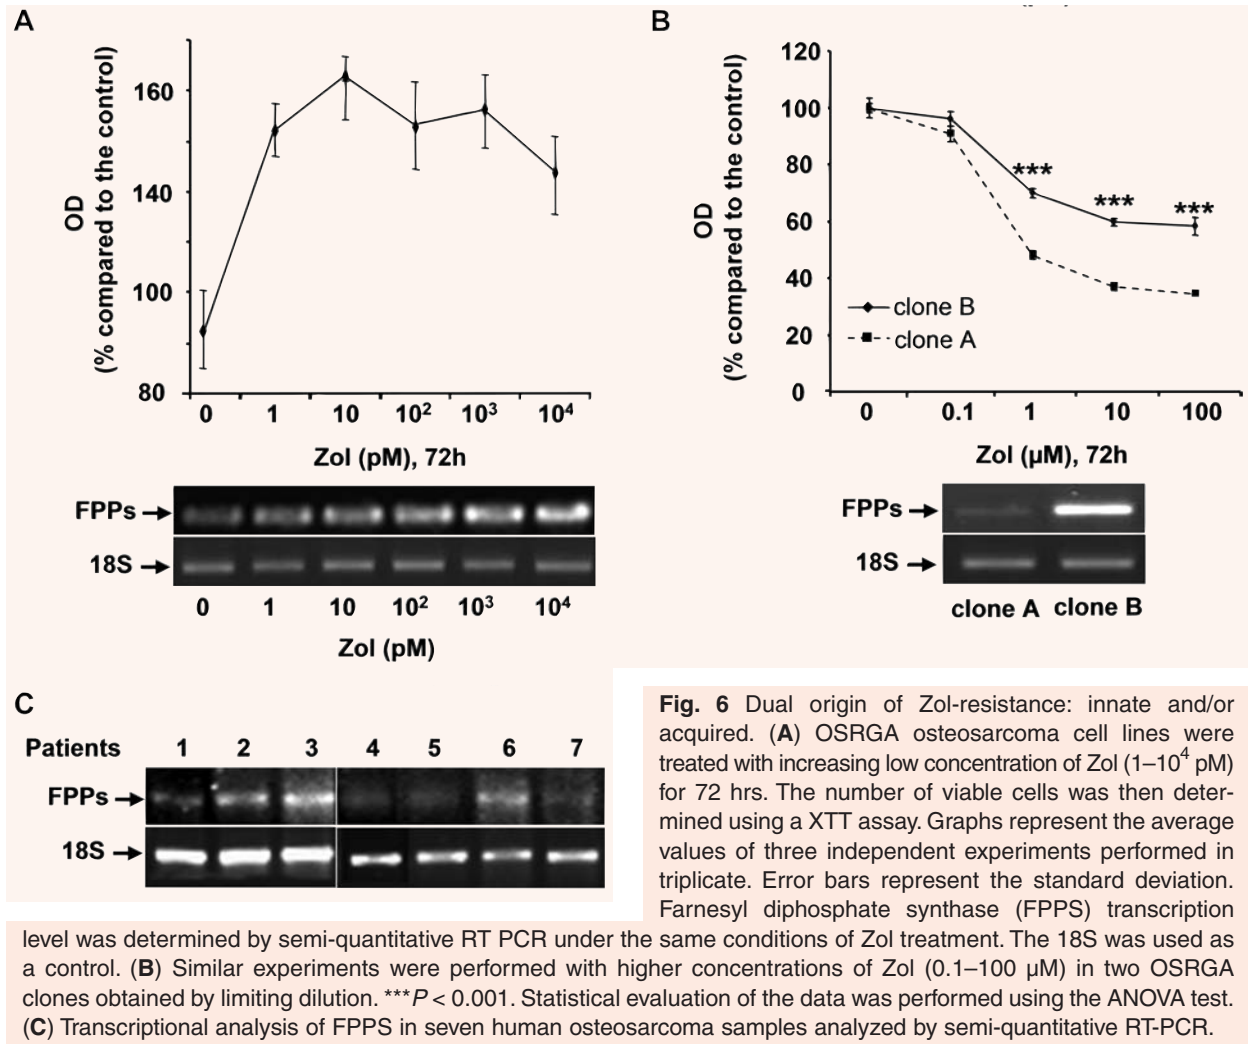 A
OD
(% compared to the control)
160
140
100
80
0 1 10 10² 10³ 10⁴
Zol (pM), 72h
FPPs
18S
0 1 10 10² 10³ 10⁴
Zol (pM)
B
OD
(% compared to the control)
120
100
80
60
40
20
0
***
***
***
clone B
clone A
0 0.1 1 10 100
Zol (μM), 72h
FPPs
18S
clone A clone B
C
Patients 1 2 3 4 5 6 7
FPPs
18S
Fig. 6 Dual origin of Zol-resistance: innate and/or
acquired. (A) OSRGA osteosarcoma cell lines were
treated with increasing low concentration of Zol (1–10⁴ pM)
for 72 hrs. The number of viable cells was then deter-
mined using a XTT assay. Graphs represent the average
values of three independent experiments performed in
triplicate. Error bars represent the standard deviation.
Farnesyl diphosphate synthase (FPPS) transcription
level was determined by semi-quantitative RT PCR under the same conditions of Zol treatment. The 18S was used as
a control. (B) Similar experiments were performed with higher concentrations of Zol (0.1–100 μM) in two OSRGA
clones obtained by limiting dilution. ***P < 0.001. Statistical evaluation of the data was performed using the ANOVA test.
(C) Transcriptional analysis of FPPS in seven human osteosarcoma samples analyzed by semi-quantitative RT-PCR.